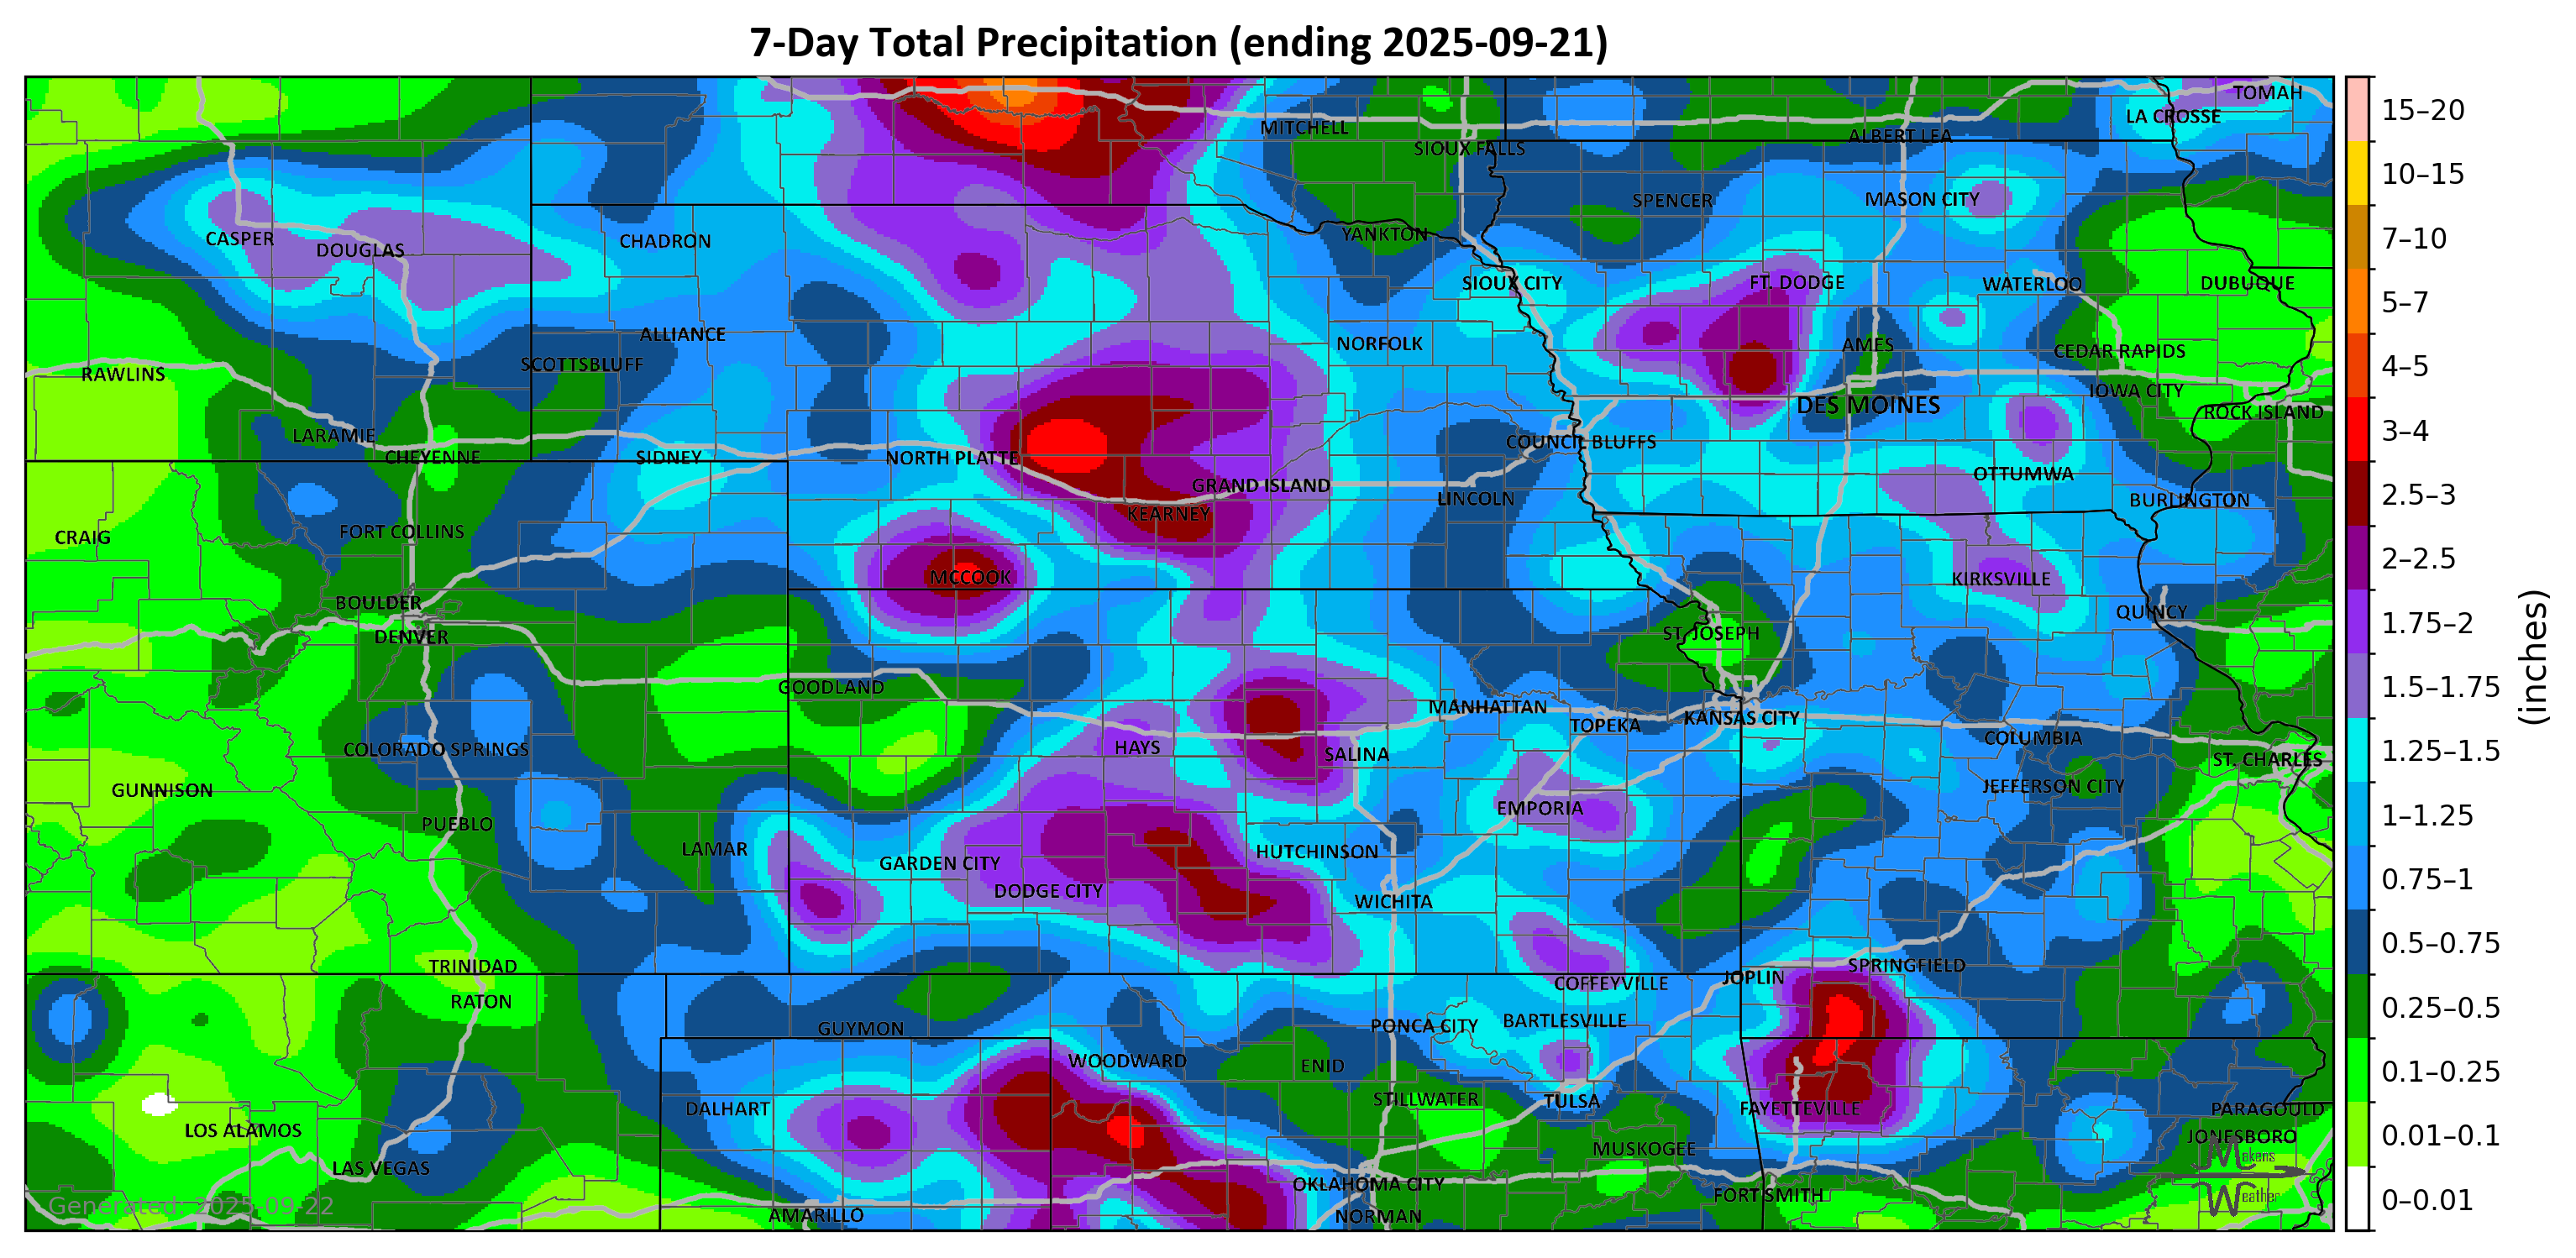 7-Day Total Precipitation (ending 2025-09-21)
TOMAH
LA CROSSE
MITCHELL
ALBERT LEA
SIOUX FALLS
SPENCER
MASON CITY
YANKTON
CASPER
CHADRON
DOUGLAS
SIOUX CITY
FT. DODGE
WATERLOO
DUBUQUE
ALLIANCE
NORFOLK
AMES
CEDAR RAPIDS
SCOTTSBLUFF
RAWLINS
IOWA CITY
DES MOINES
ROCK ISLAND
LARAMIE
COUNCIL BLUFFS
CHEYENNE
SIDNEY
NORTH PLATTE
OTTUMWA
GRAND ISLAND
LINCOLN
BURLINGTON
KEARNEY
CRAIG
FORT COLLINS
MCCOOK
KIRKSVILLE
BOULDER
QUINCY
DENVER
ST. JOSEPH
GOODLAND
MANHATTAN
KANSAS CITY
TOPEKA
COLUMBIA
COLORADO SPRINGS
HAYS
SALINA
ST. CHARLES
GUNNISON
JEFFERSON CITY
EMPORIA
PUEBLO
LAMAR
HUTCHINSON
GARDEN CITY
DODGE CITY
WICHITA
TRINIDAD
SPRINGFIELD
JOPLIN
COFFEYVILLE
RATON
BARTLESVILLE
GUYMON
PONCA CITY
WOODWARD
ENID
STILLWATER
TULSA
DALHART
FAYETTEVILLE
PARAGOULD
LOS ALAMOS
JONESBORO
MUSKOGEE
LAS VEGAS
OKLAHOMA CITY
FORT SMITH
AMARILLO
NORMAN
Generated: 2025-09-22
Makens
Weather
15–20
10–15
7–10
5–7
4–5
3–4
2.5–3
2–2.5
1.75–2
1.5–1.75
1.25–1.5
1–1.25
0.75–1
0.5–0.75
0.25–0.5
0.1–0.25
0.01–0.1
0–0.01
(inches)